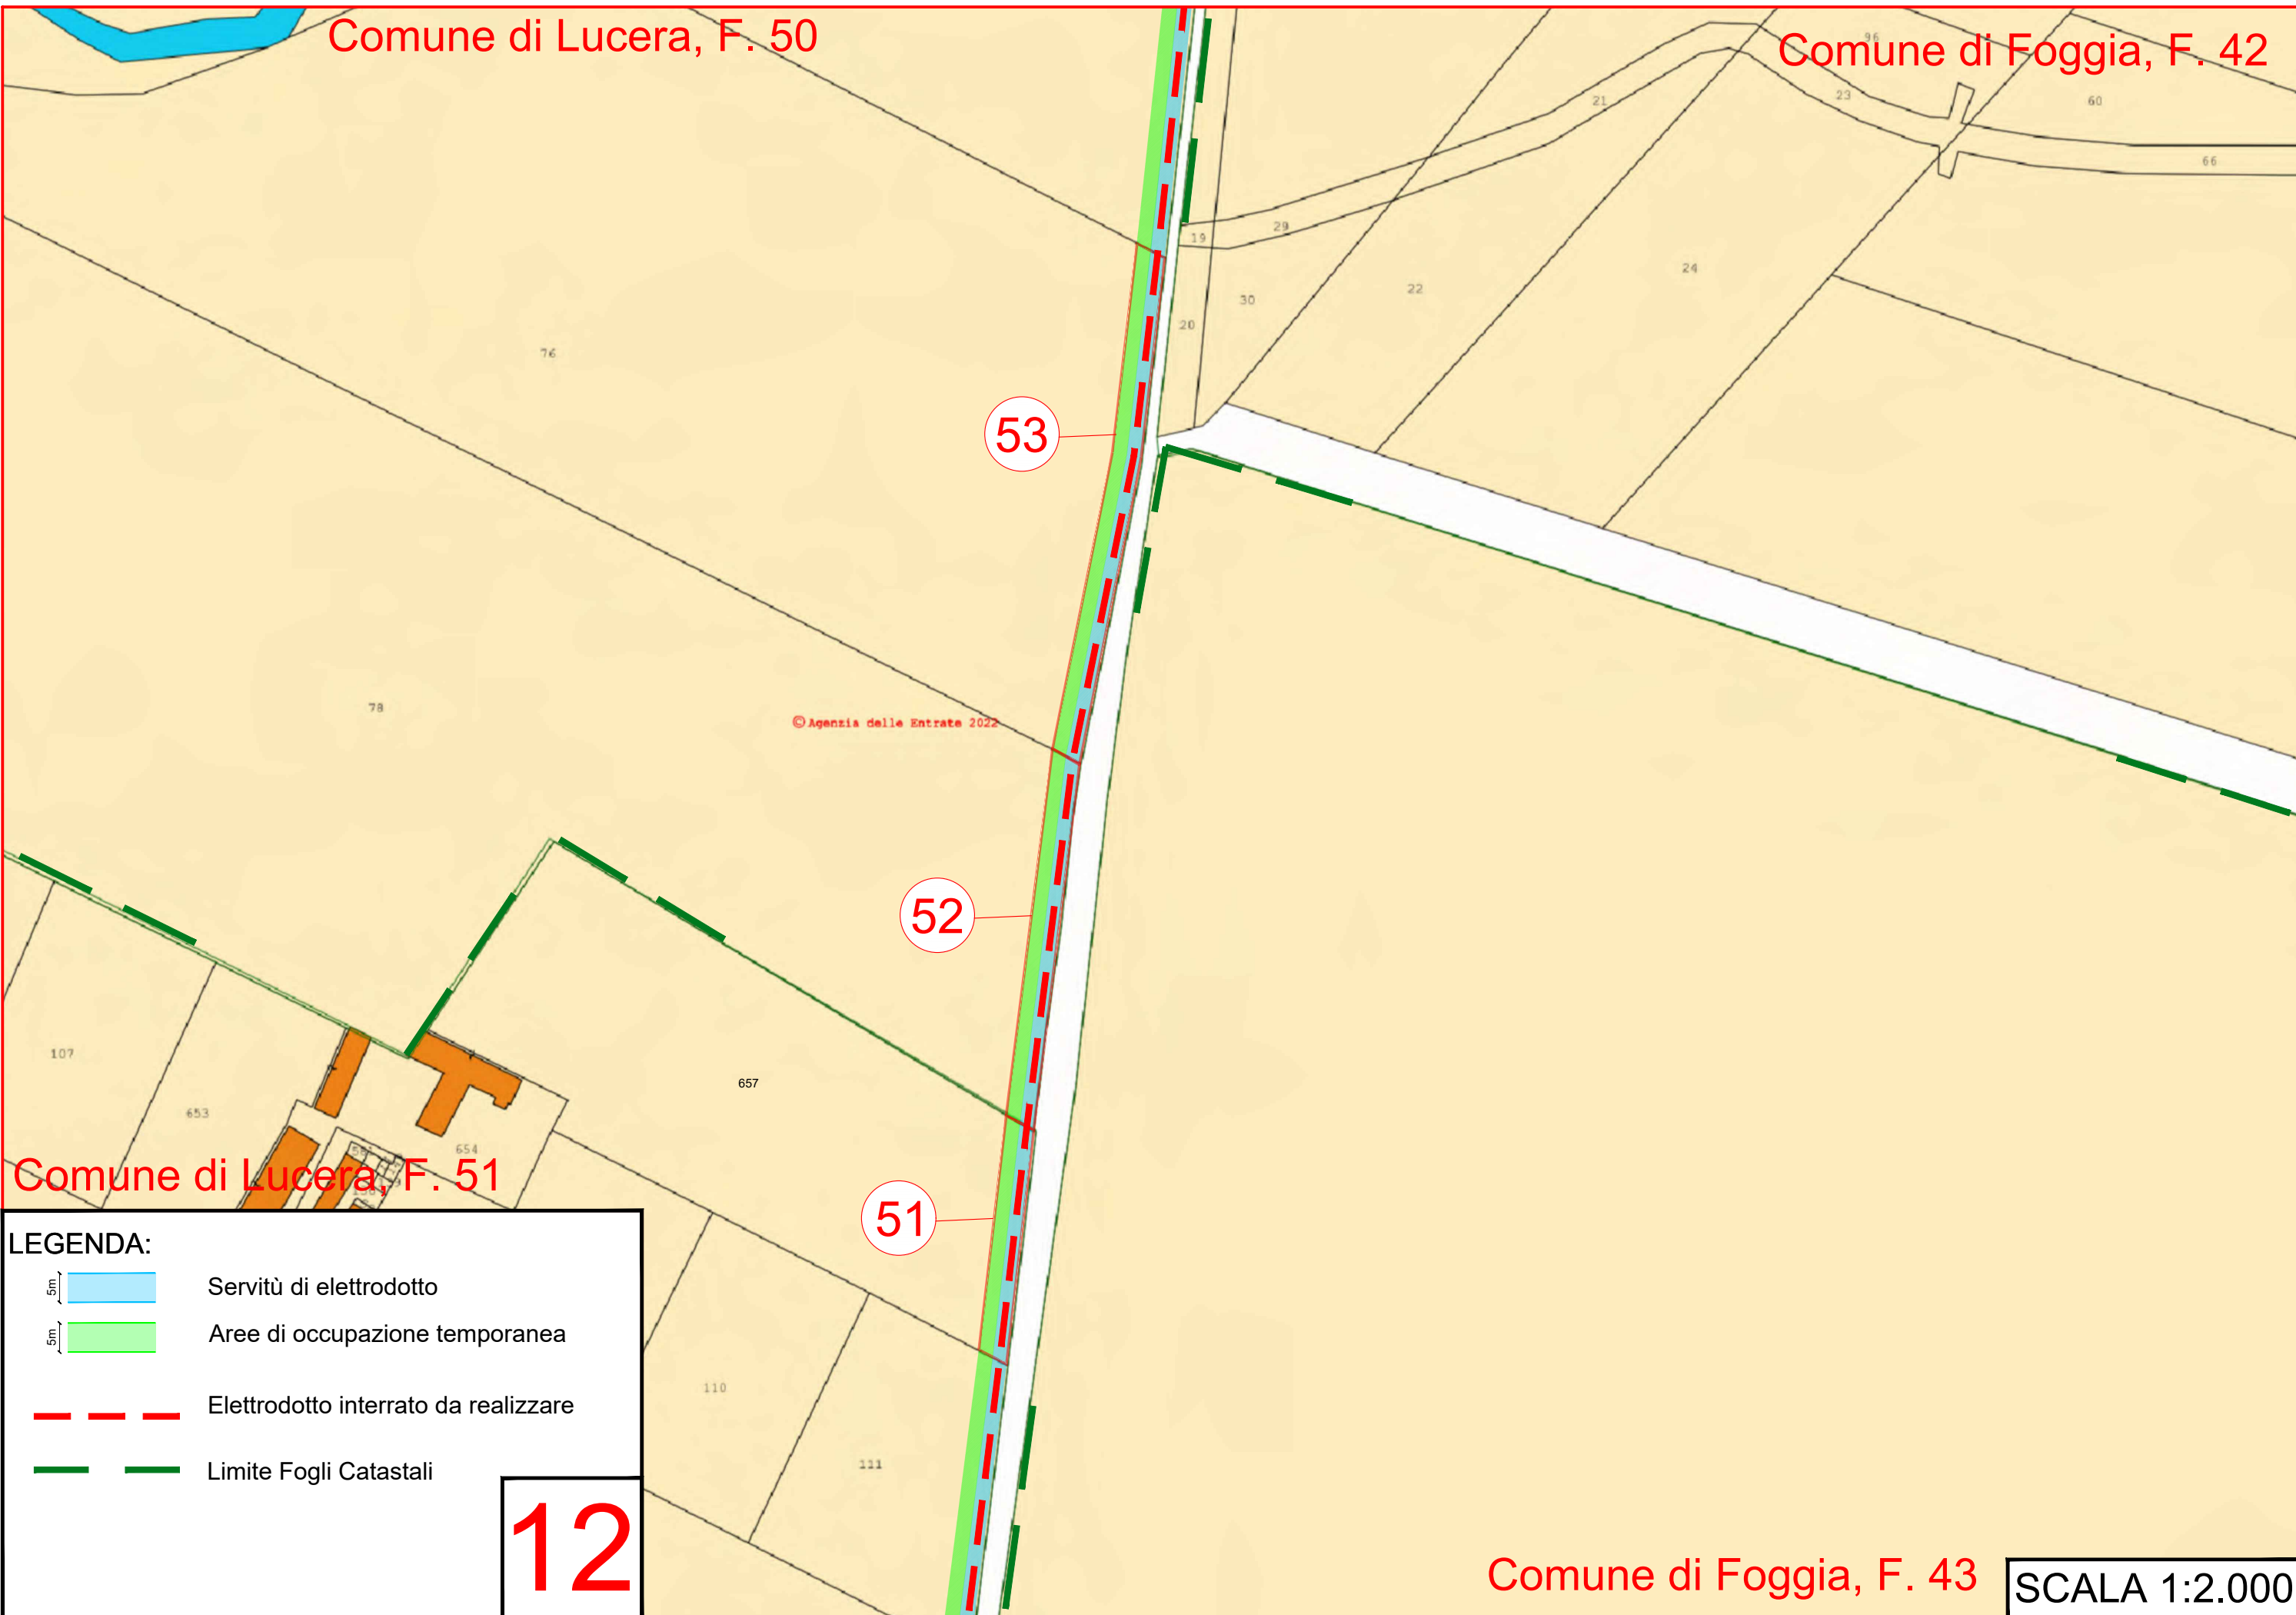 Comune di Lucera, F. 50
Comune di Foggia, F. 42
96
21
23
60
66
19
29
24
30
22
20
76
53
78
© Agenzia delle Entrate 2022
52
107
657
653
654
Comune di Lucera, F. 51
51
LEGENDA:
5m
Servitù di elettrodotto
5m
Aree di occupazione temporanea
Elettrodotto interrato da realizzare
Limite Fogli Catastali
110
111
12
Comune di Foggia, F. 43
SCALA 1:2.000